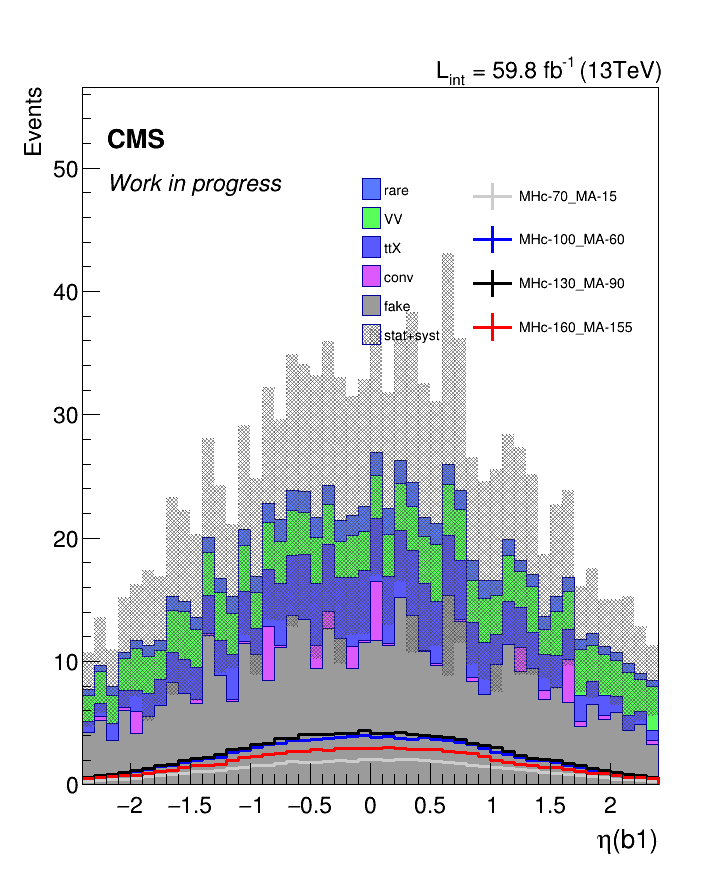 L_int = 59.8 fb^-1 (13TeV)
Events
CMS
Work in progress
rare
VV
ttX
conv
fake
stat+syst
MHc-70_MA-15
MHc-100_MA-60
MHc-130_MA-90
MHc-160_MA-155
50
40
30
20
10
0
−2 −1.5 −1 −0.5 0 0.5 1 1.5 2
η(b1)